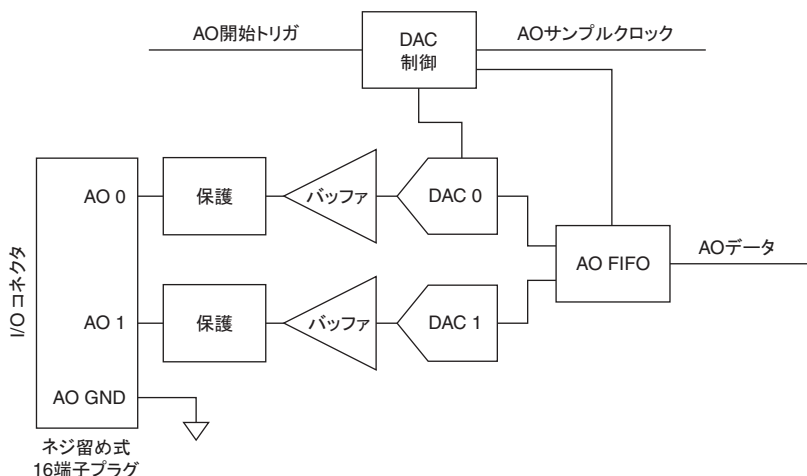 AO開始トリガ
DAC
制御
AOサンプルクロック
I/O コネクタ
AO 0
保護
バッファ
DAC 0
AO FIFO
AOデータ
AO 1
保護
バッファ
DAC 1
AO GND
ネジ留め式
16端子プラグ